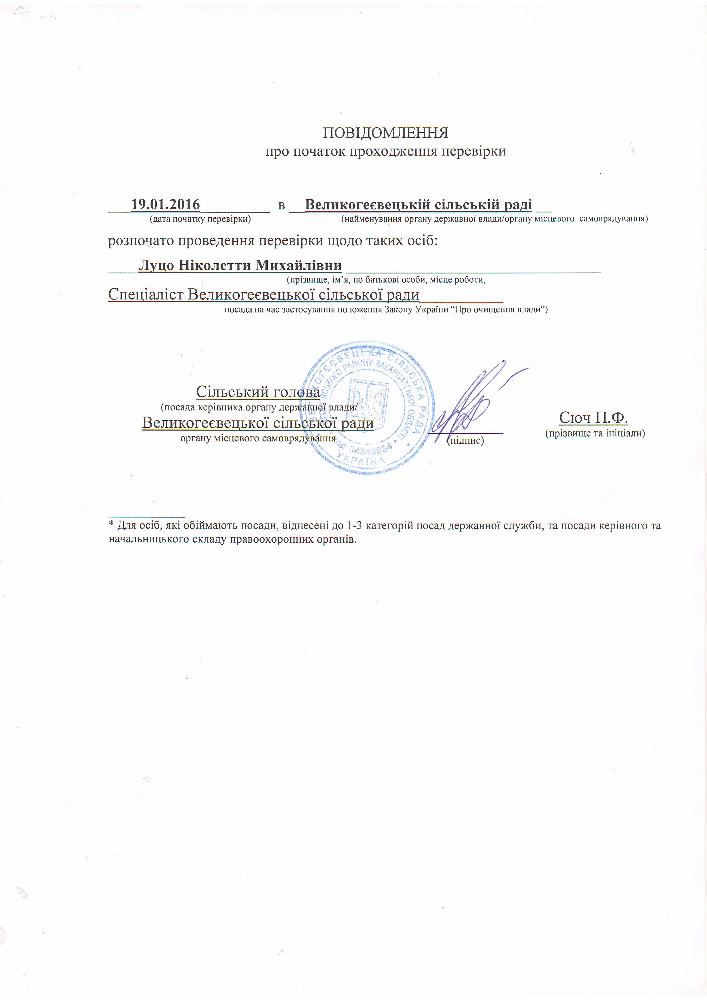 ПОВІДОМЛЕННЯ
про початок проходження перевірки
19.01.2016 в Великогеєвецькій сільській раді
(дата початку перевірки) (найменування органу державної влади/органу місцевого самоврядування)
розпочато проведення перевірки щодо таких осіб:
Луцо Ніколетти Михайлівни
(прізвище, ім’я, по батькові особи, місце роботи,
Спеціаліст Великогеєвецької сільської ради
посада на час застосування положення Закону України “Про очищення влади”)
Сільський голова
(посада керівника органу державної влади/
Великогеєвецької сільської ради
органу місцевого самоврядування
(підпис)
Сюч П.Ф.
(прізвище та ініціали)
ВЕЛИКОГЕЄВЕЦЬКА СІЛЬСЬКА РАДА
РАЙОНУ ЗАКАРПАТСЬКОЇ ОБЛАСТІ
* код 04349834 *
УКРАЇНА
* Для осіб, які обіймають посади, віднесені до 1-3 категорій посад державної служби, та посади керівного та
начальницького складу правоохоронних органів.